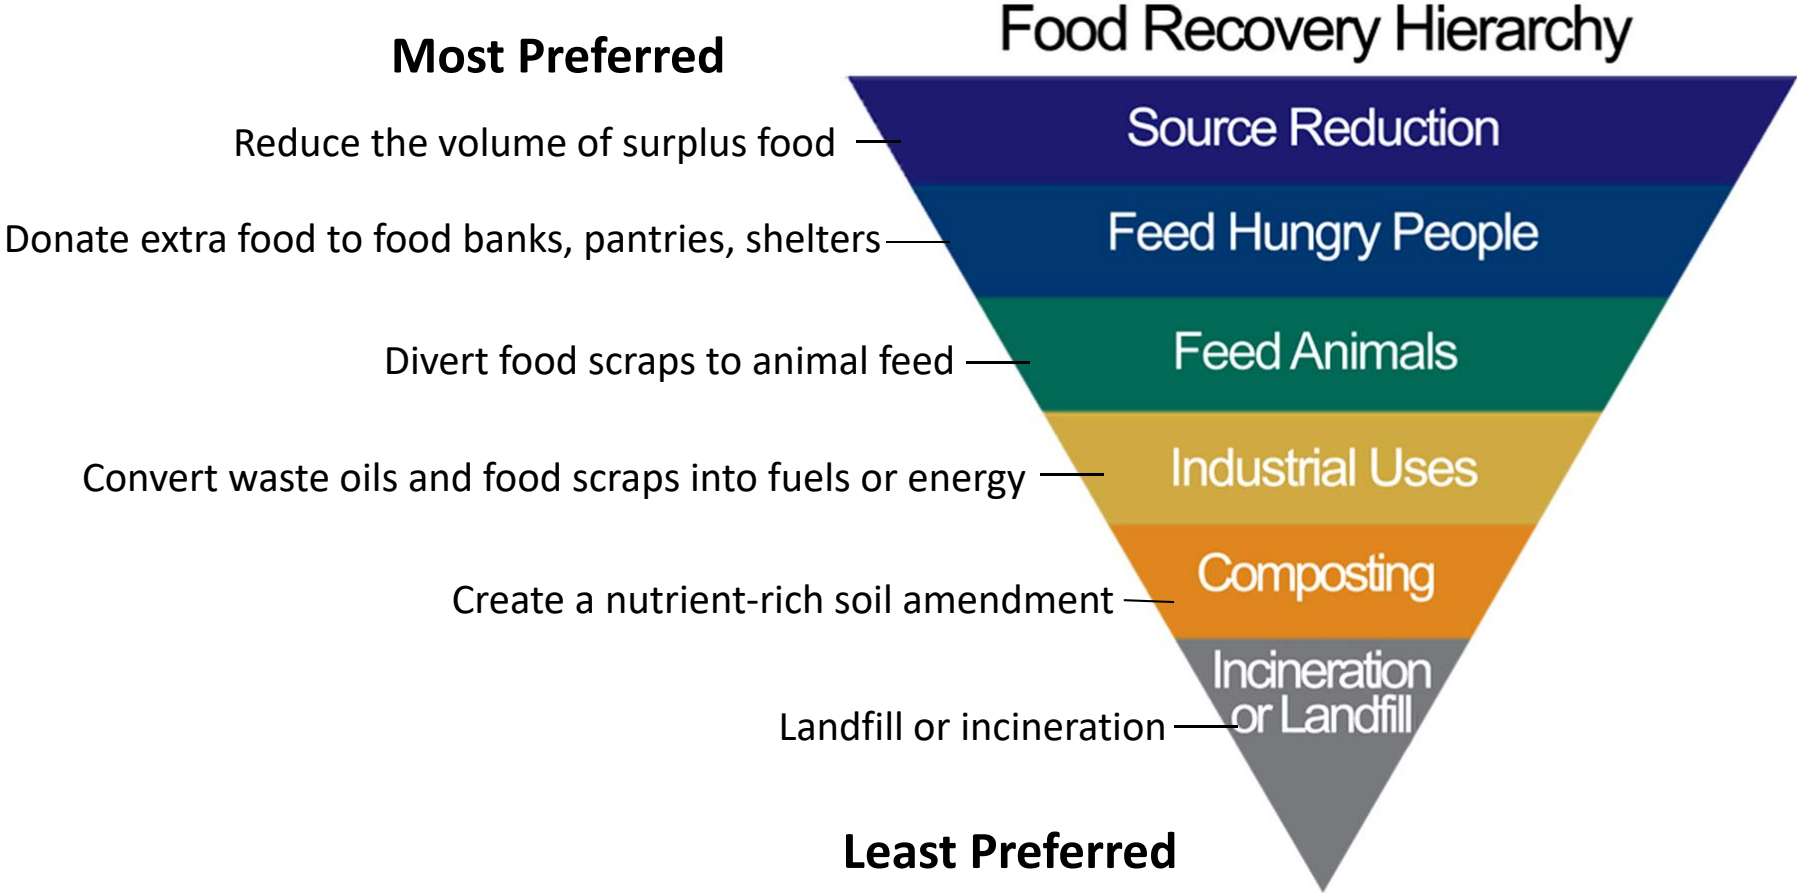 Food Recovery Hierarchy
Most Preferred
Reduce the volume of surplus food
Source Reduction
Donate extra food to food banks, pantries, shelters
Feed Hungry People
Divert food scraps to animal feed
Feed Animals
Convert waste oils and food scraps into fuels or energy
Industrial Uses
Create a nutrient-rich soil amendment
Composting
Landfill or incineration
Incineration
or Landfill
Least Preferred